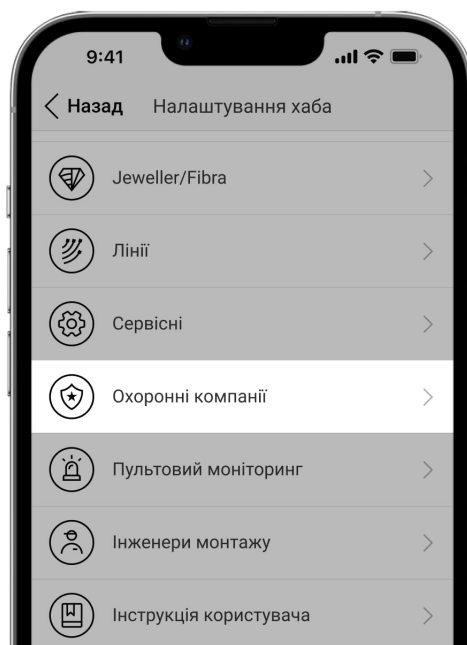 9:41
Назад Налаштування хаба
Jeweller/Fibra
Лінії
Сервісні
Охоронні компанії
Пультовий моніторинг
Інженери монтажу
Інструкція користувача